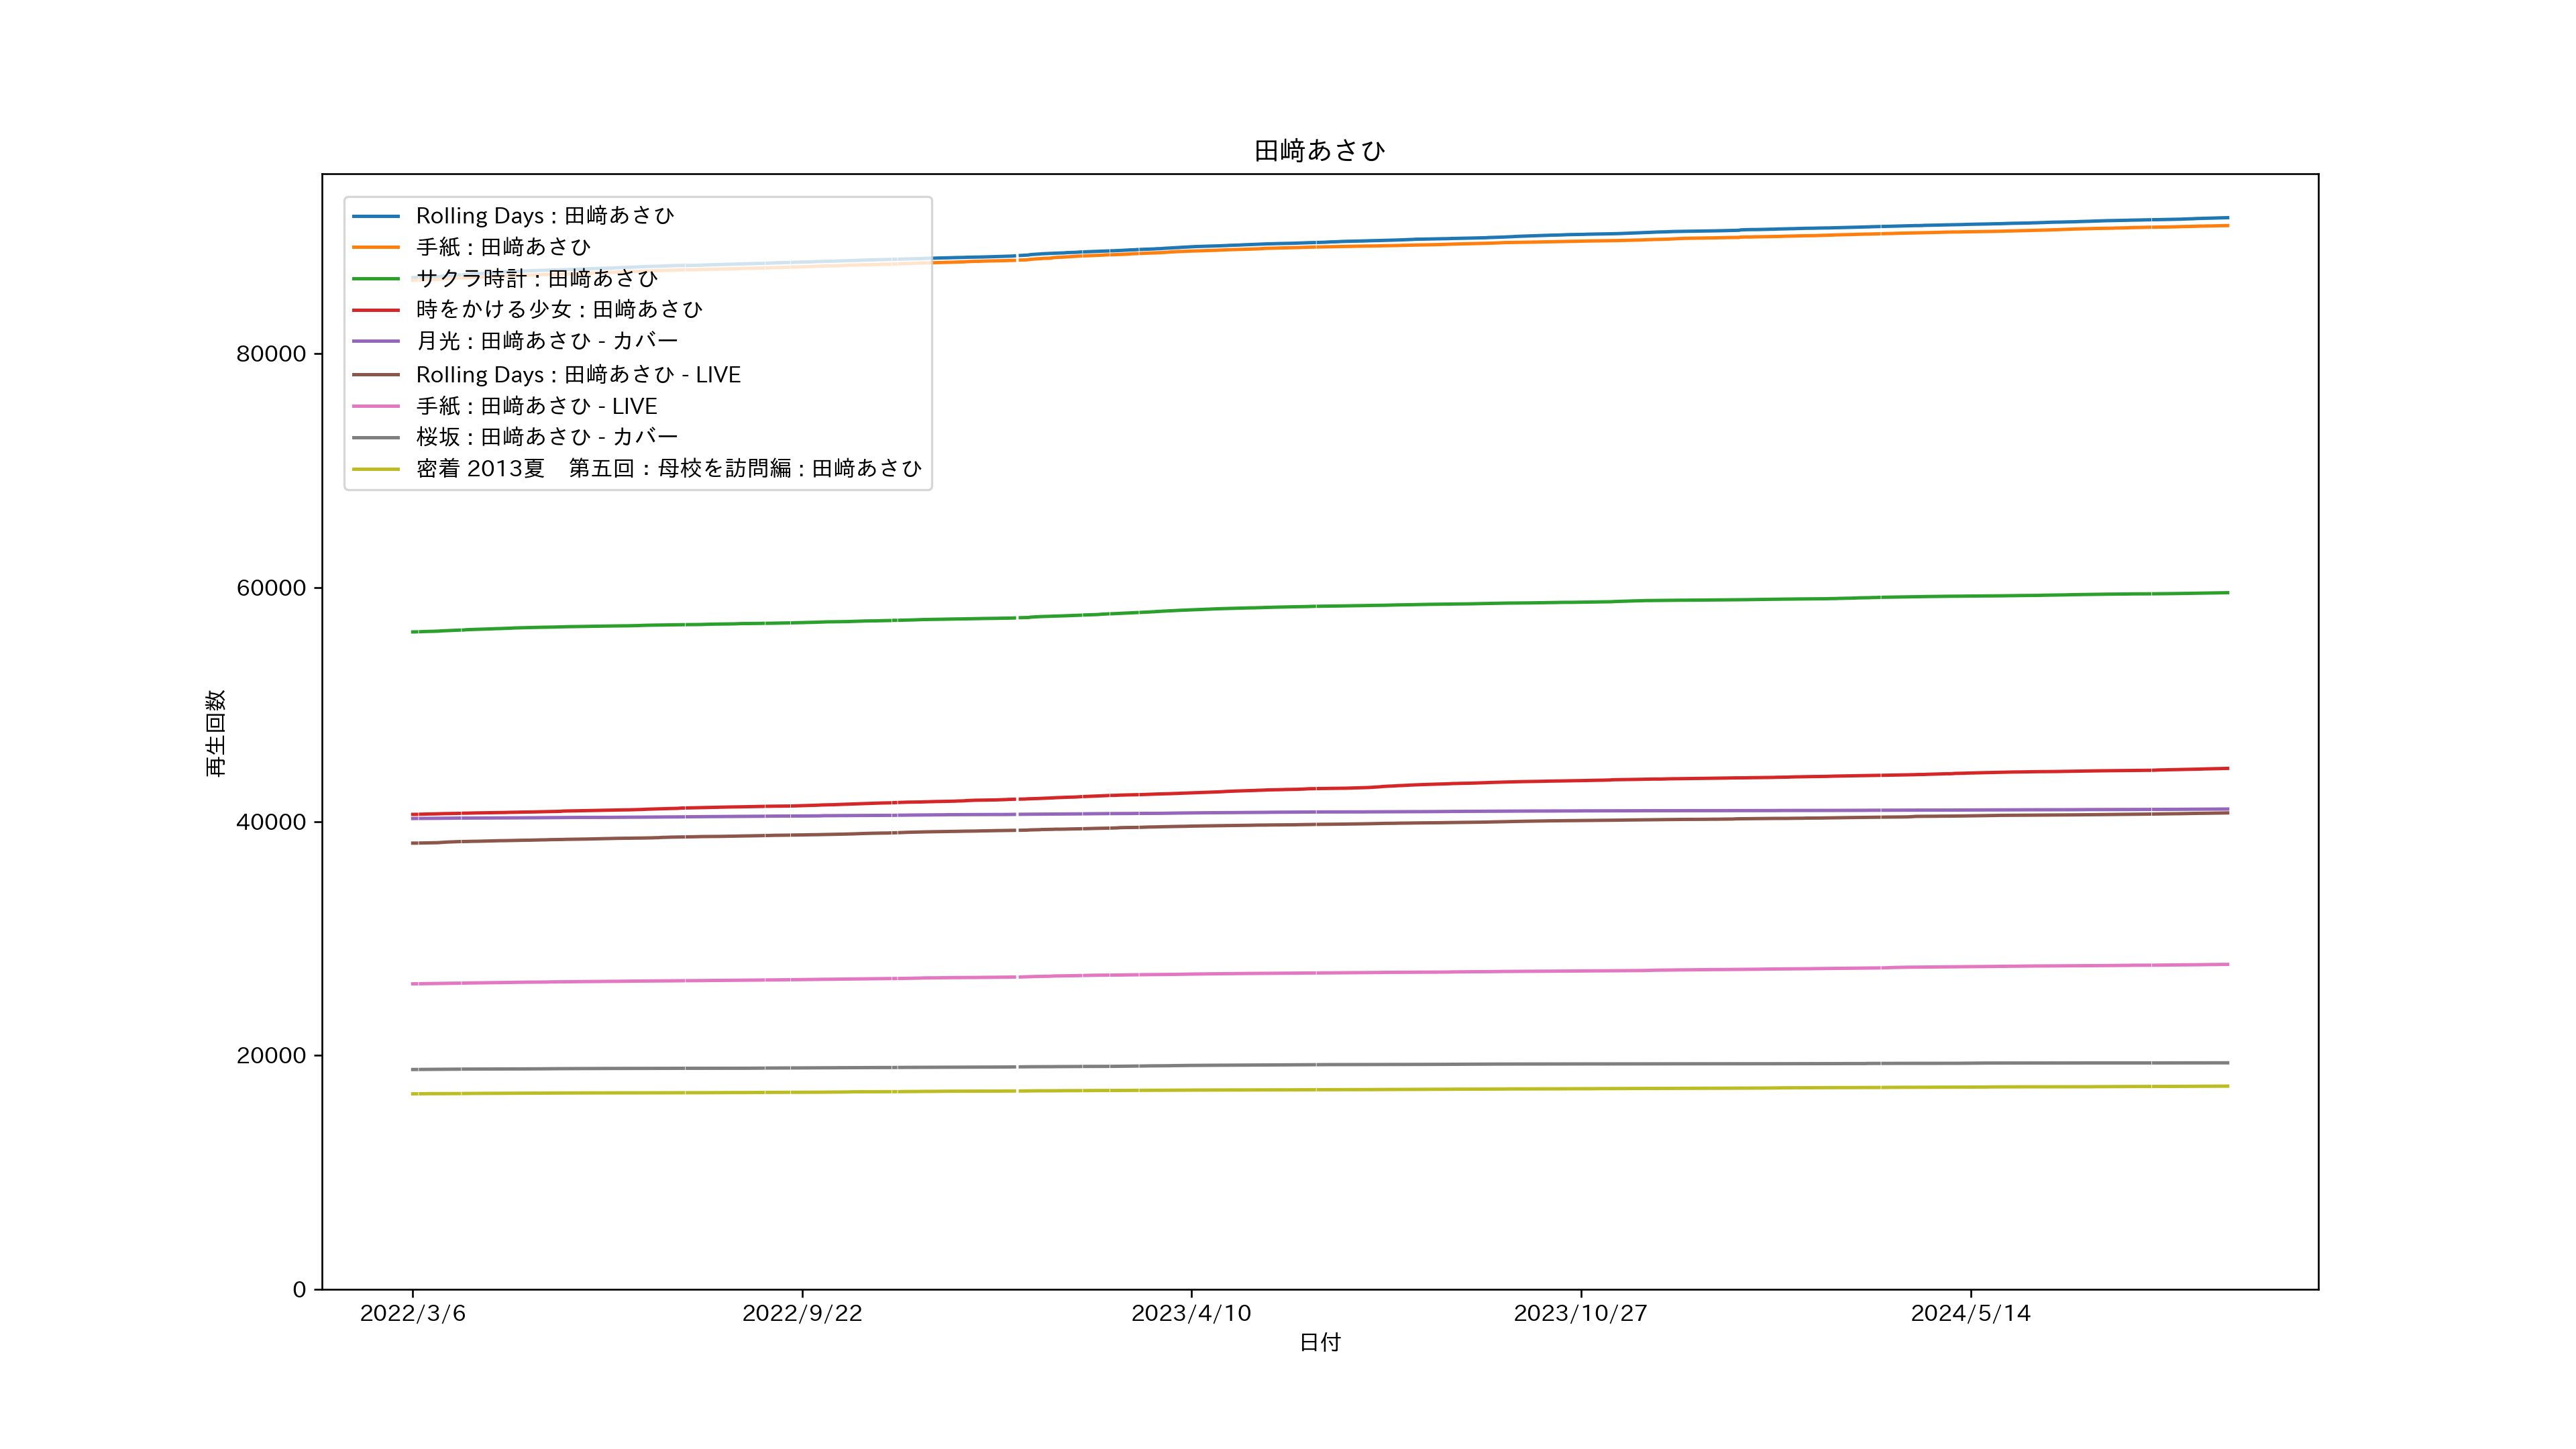 田﨑あさひ
Rolling Days : 田﨑あさひ
手紙 : 田﨑あさひ
サクラ時計 : 田﨑あさひ
時をかける少女 : 田﨑あさひ
月光 : 田﨑あさひ - カバー
Rolling Days : 田﨑あさひ - LIVE
手紙 : 田﨑あさひ - LIVE
桜坂 : 田﨑あさひ - カバー
密着 2013夏　第五回：母校を訪問編 : 田﨑あさひ
再生回数
80000
60000
40000
20000
0
2022/3/6
2022/9/22
2023/4/10
2023/10/27
2024/5/14
日付